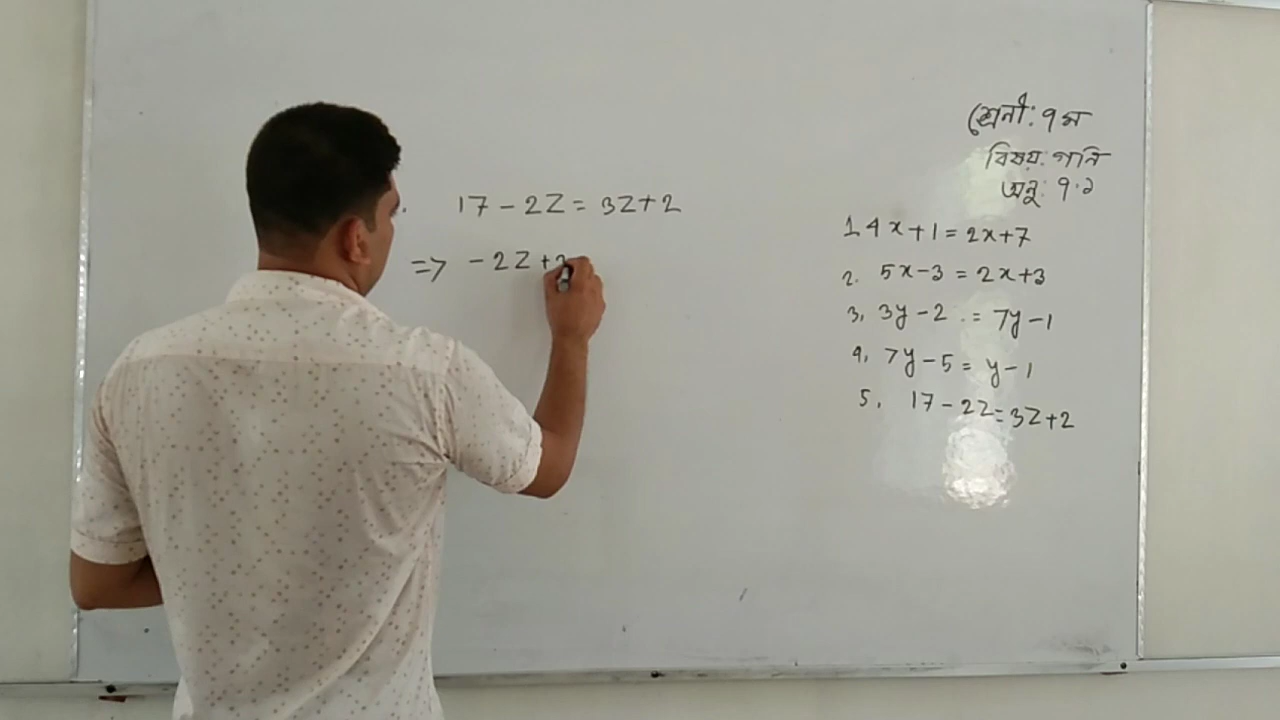 17-2Z=3Z+2
=> -2Z+
শ্রেনী: ৭ম
বিষয়: গনি
অনু: ৭.১
1. 4x+1=2x+7
2. 5x-3=2x+3
3, 3y-2 .=7y-1
4, 7y-5=y-1
5, 17-2Z=3Z+2